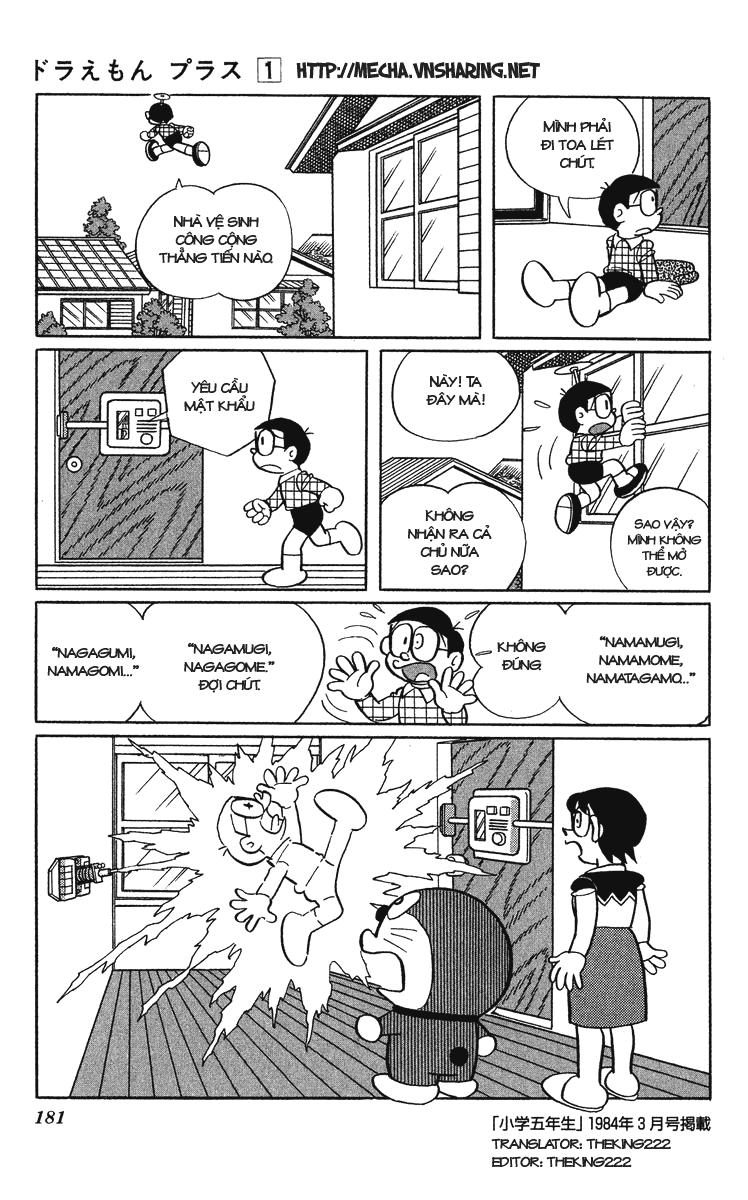 ドラえもん プラス 1 HTTP://MECHA.VNSHARING.NET
MÌNH PHẢI
ĐI TOA LÉT
CHÚT.
NHÀ VỆ SINH
CÔNG CỘNG
THẲNG TIẾN NÀO.
NÀY! TA
ĐÂY MÀ!
KHÔNG
NHẬN RA CẢ
CHỦ NỮA
SAO?
SAO VẬY?
MÌNH KHÔNG
THỂ MỞ
ĐƯỢC.
YÊU CẦU
MẬT KHẨU
"NAMAMUGI,
NAMAMOME,
NAMATAGAMO..."
KHÔNG
ĐÚNG
"NAGAMUGI,
NAGAGOME."
ĐỢI CHÚT.
"NAGAGUMI,
NAMAGOMI..."
181
「小学五年生」1984年3月号掲載
TRANSLATOR: THEKING222
EDITOR: THEKING222